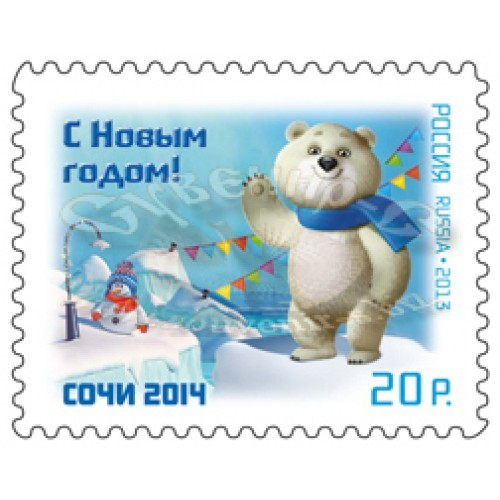 С Новым
годом!
РОССИЯ RUSSIA • 2013
СОЧИ 2014
20 Р.